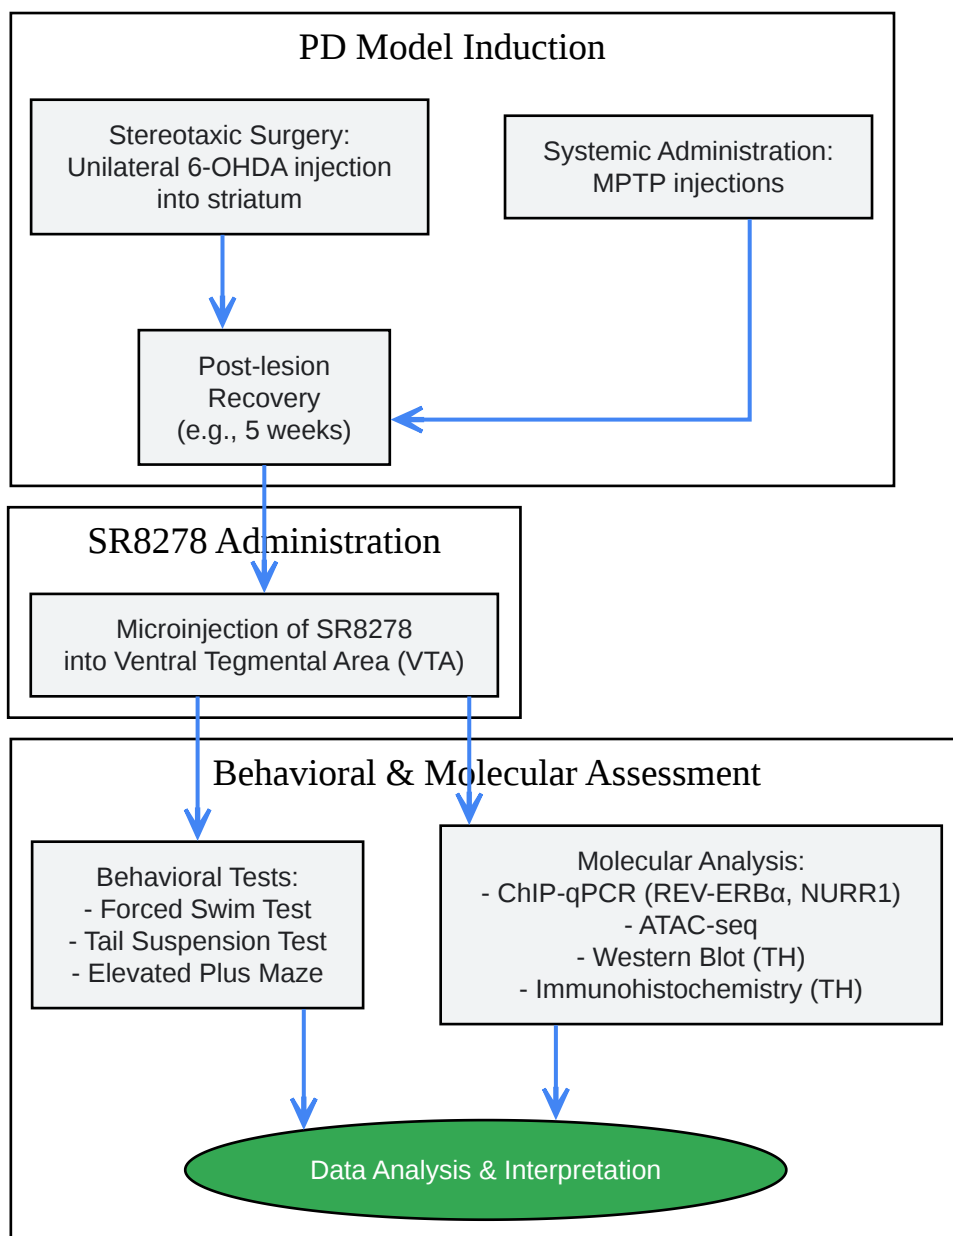 PD Model Induction
Stereotaxic Surgery:
Unilateral 6-OHDA injection
into striatum
Systemic Administration:
MPTP injections
Post-lesion
Recovery
(e.g., 5 weeks)
SR8278 Administration
Microinjection of SR8278
into Ventral Tegmental Area (VTA)
Behavioral & Molecular Assessment
Behavioral Tests:
- Forced Swim Test
- Tail Suspension Test
- Elevated Plus Maze
Molecular Analysis:
- ChIP-qPCR (REV-ERBα, NURR1)
- ATAC-seq
- Western Blot (TH)
- Immunohistochemistry (TH)
Data Analysis & Interpretation